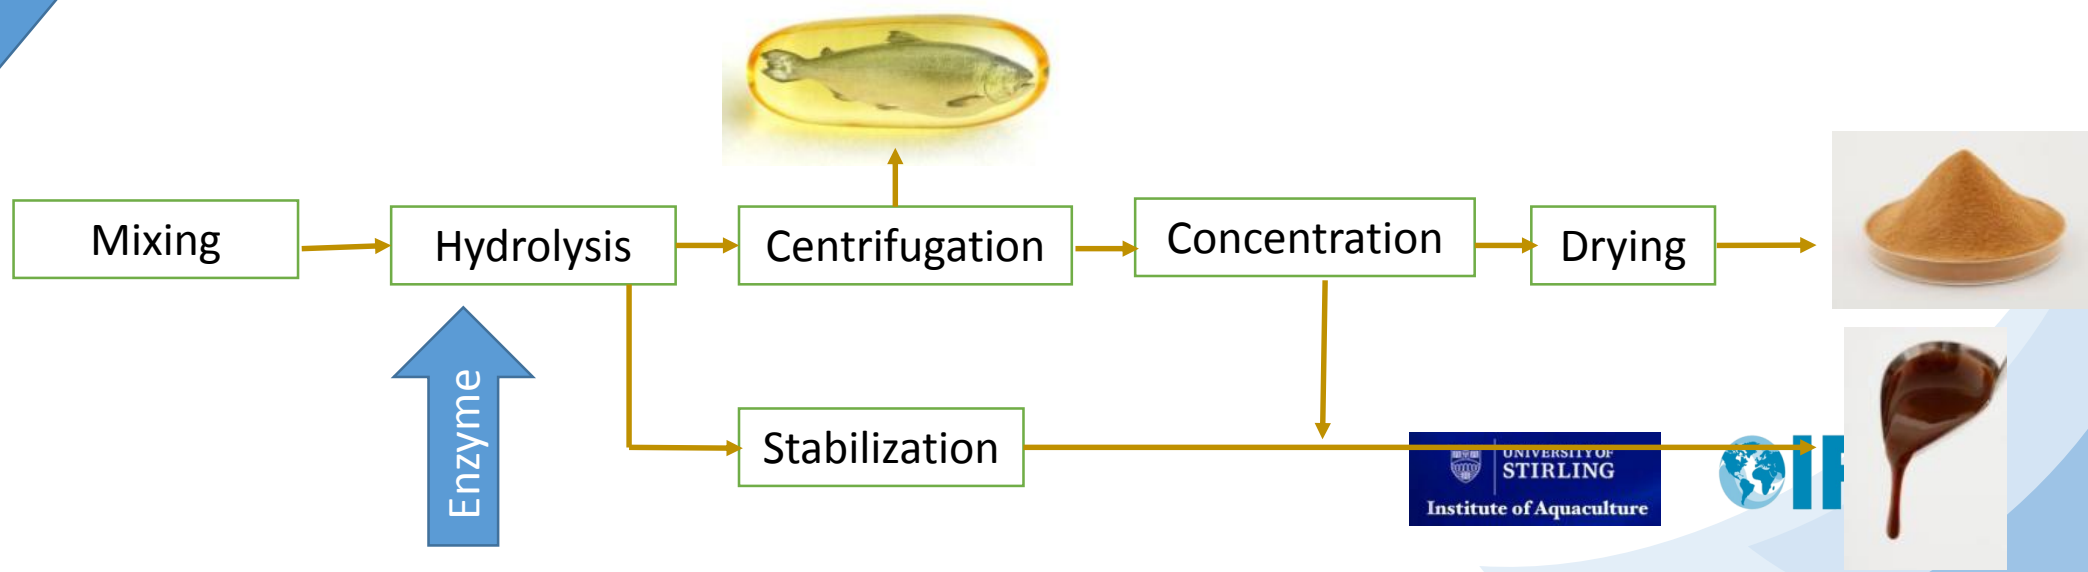 Mixing
Hydrolysis
Centrifugation
Concentration
Drying
Enzyme
Stabilization
UNIVERSITY OF
STIRLING
Institute of Aquaculture